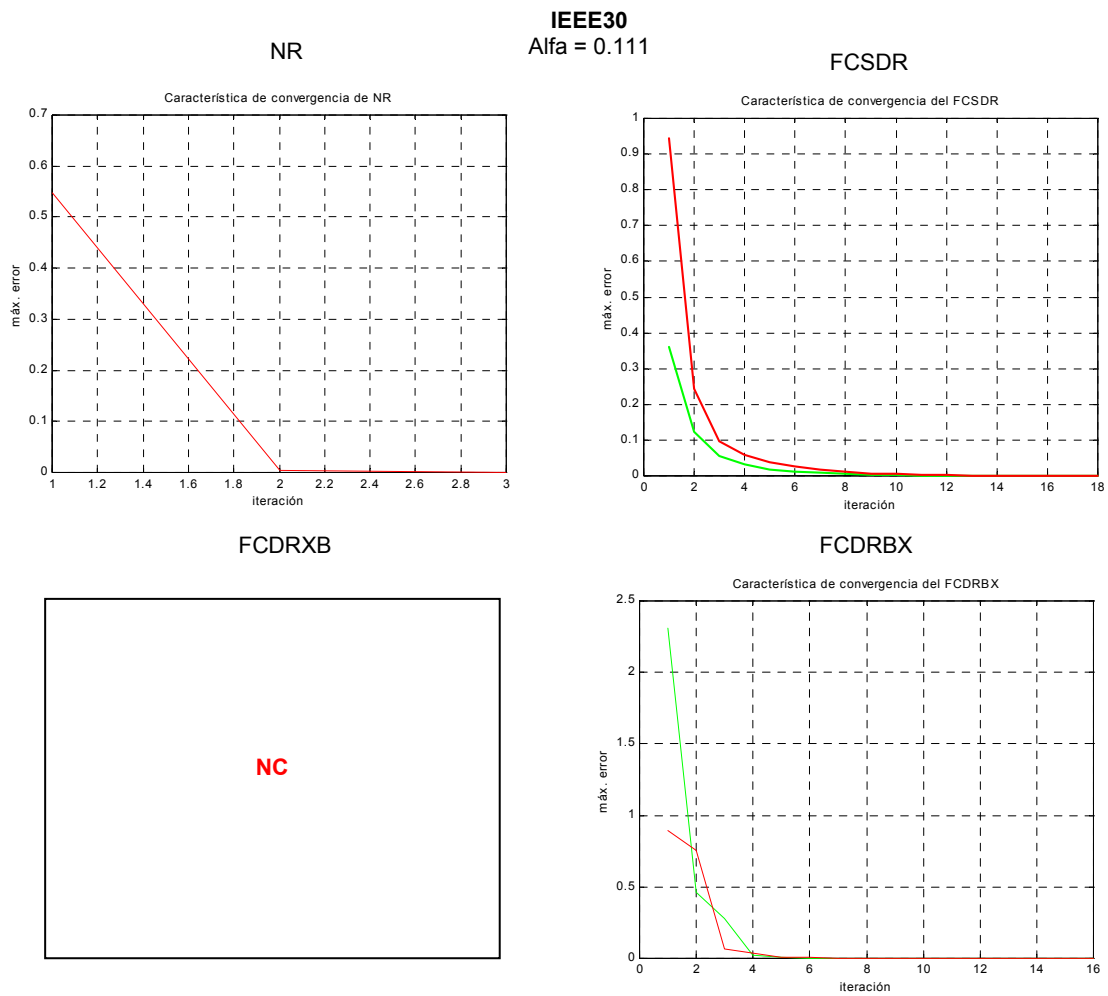 IEEE30
Alfa = 0.111
NR
Característica de convergencia de NR
0.7
0.6
0.5
0.4
0.3
0.2
0.1
0
máx. error
1 1.2 1.4 1.6 1.8 2 2.2 2.4 2.6 2.8 3
iteración
FCSDR
Característica de convergencia del FCSDR
1
0.9
0.8
0.7
0.6
0.5
0.4
0.3
0.2
0.1
0
máx. error
0 2 4 6 8 10 12 14 16 18
iteración
FCDRXB
NC
FCDRBX
Característica de convergencia del FCDRBX
2.5
2
1.5
1
0.5
0
máx. error
0 2 4 6 8 10 12 14 16
iteración